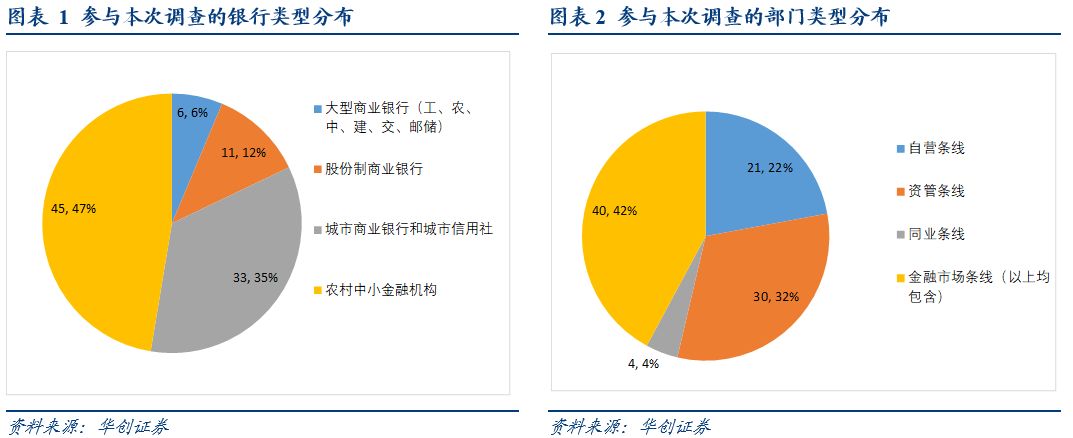 图表 1 参与本次调查的银行类型分布
6, 6%
11, 12%
33, 35%
45, 47%
大型商业银行（工、农、
中、建、交、邮储）
股份制商业银行
城市商业银行和城市信用社
农村中小金融机构
资料来源：华创证券
图表 2 参与本次调查的部门类型分布
21, 22%
30, 32%
4, 4%
40, 42%
自营条线
资管条线
同业条线
金融市场条线（以上均
包含）
资料来源：华创证券